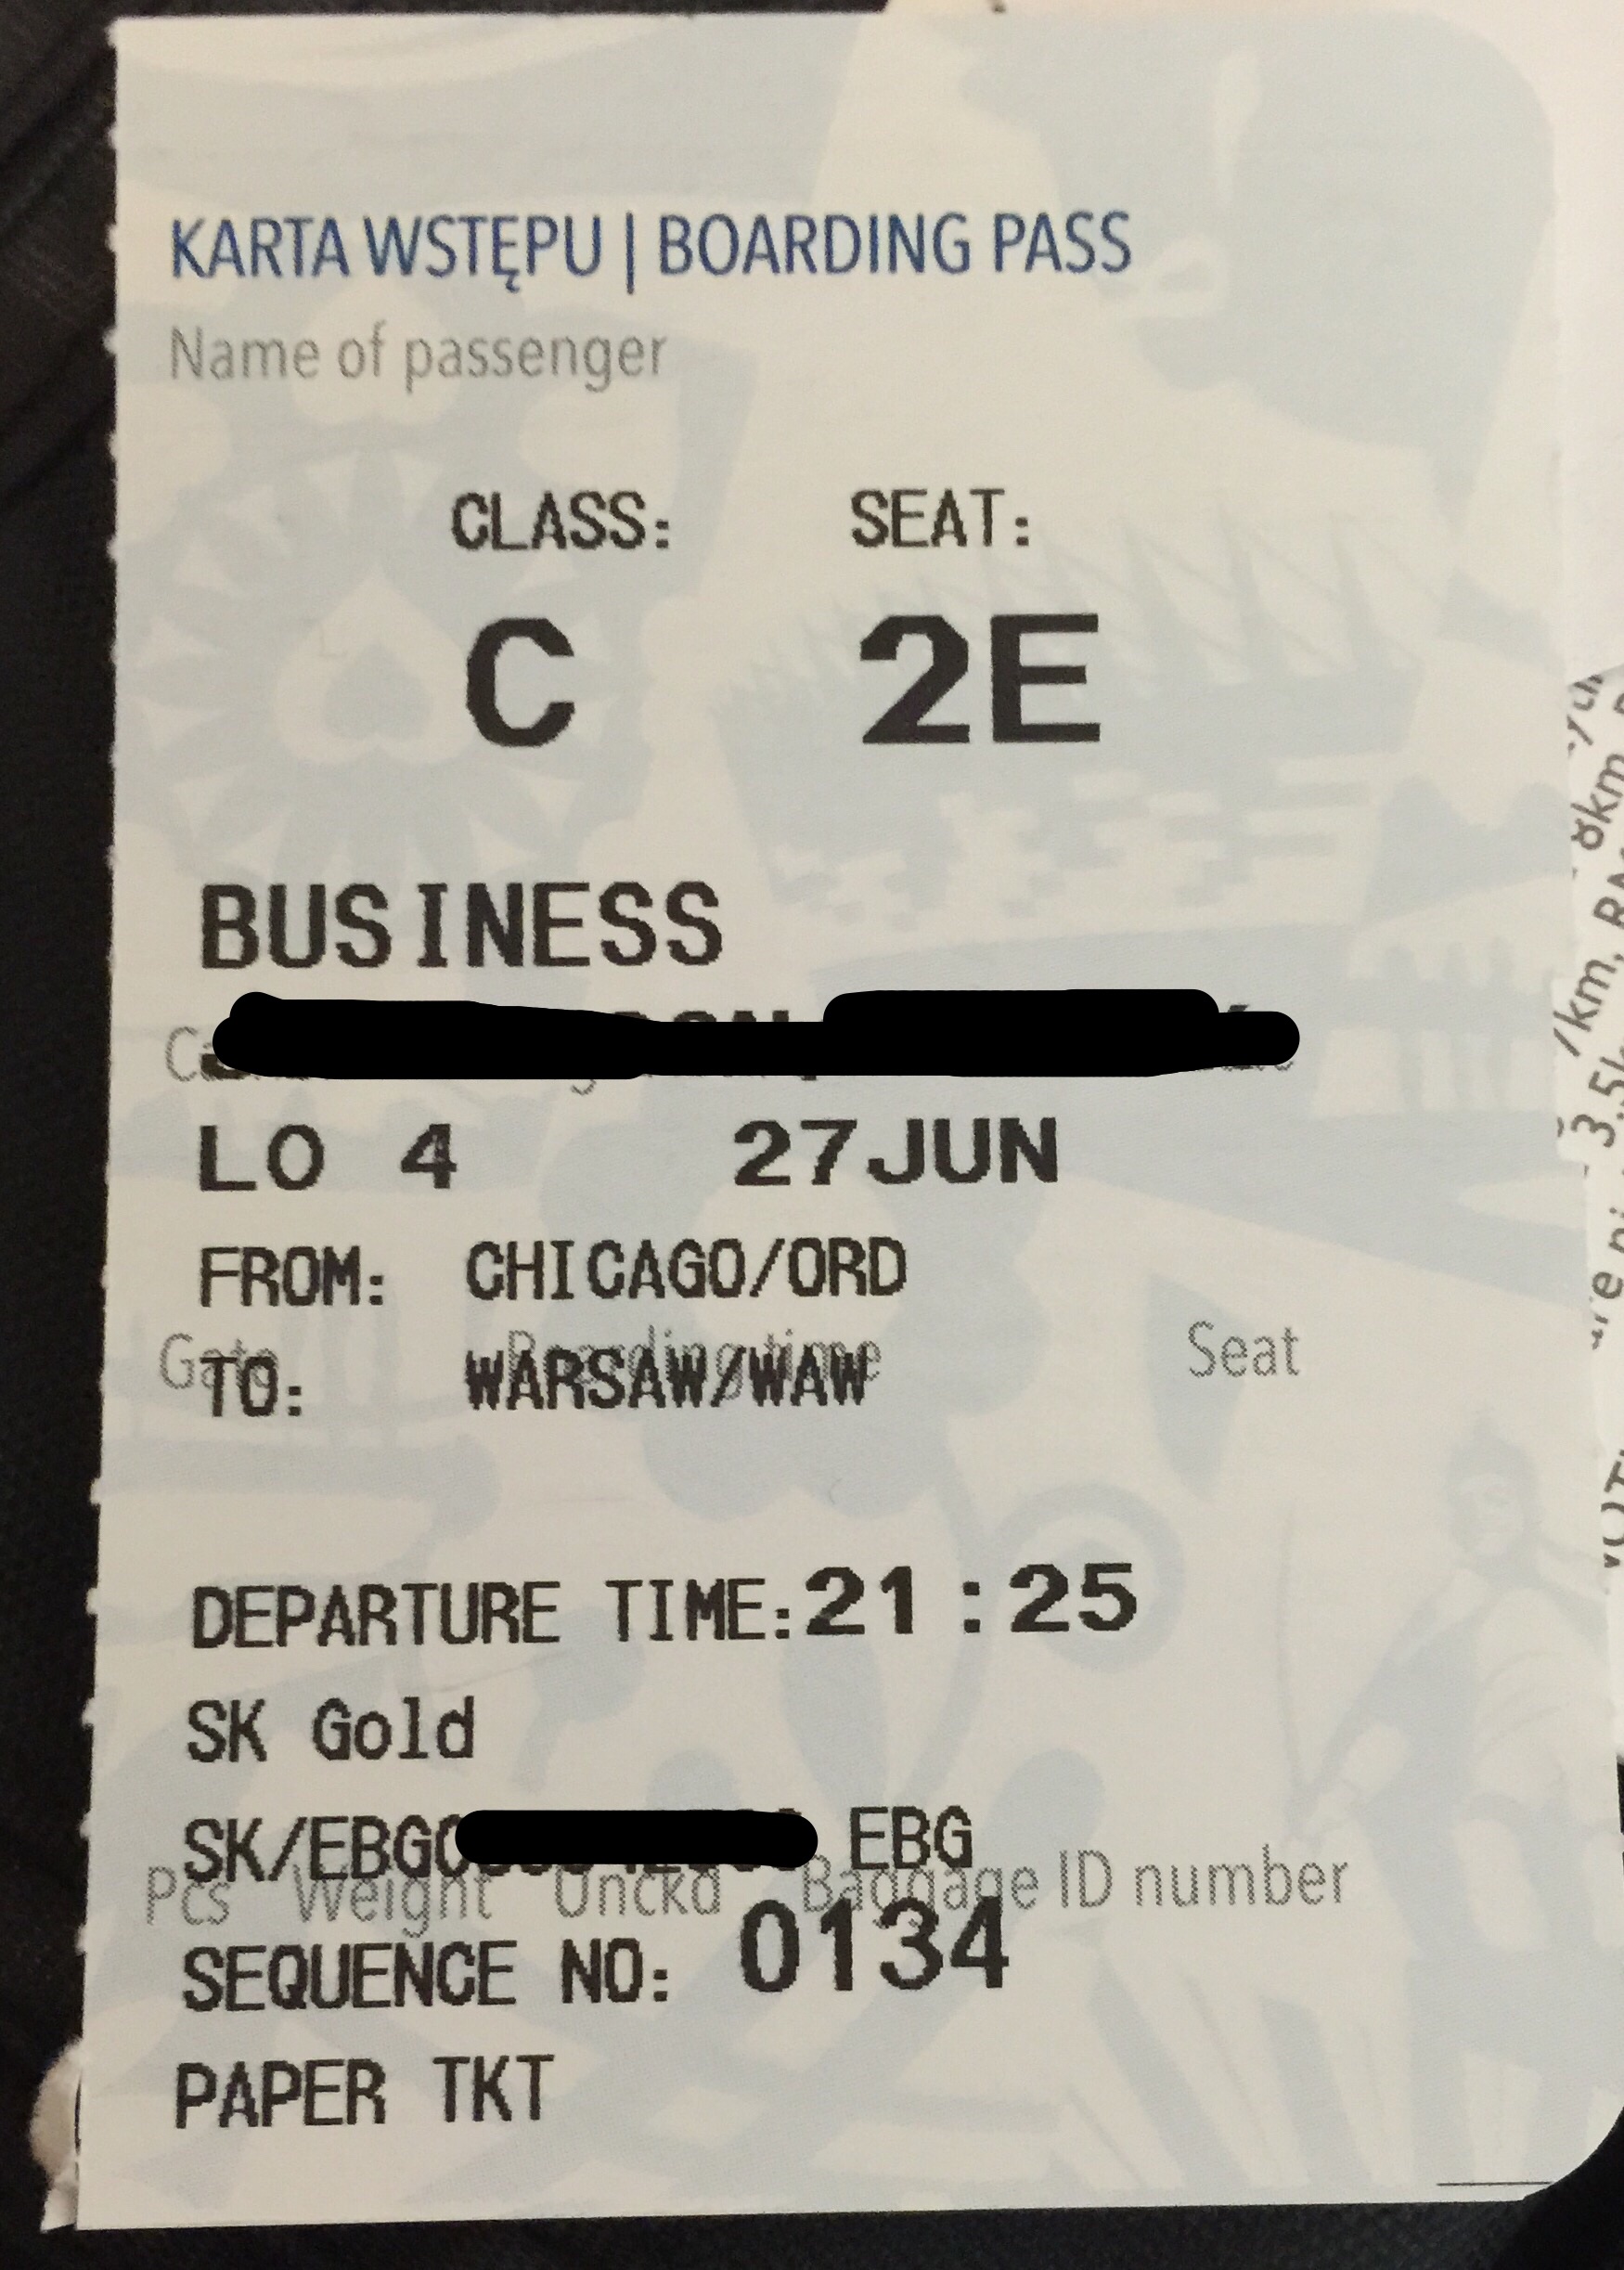 KARTA WSTĘPU | BOARDING PASS
Name of passenger
CLASS: SEAT:
C 2E
BUSINESS
LO 4 27JUN
FROM: CHICAGO/ORD
Gate Boarding time Seat
TO: WARSAW/WAW
DEPARTURE TIME:21:25
SK Gold
SK/EBG EBG
Pcs Weight Unckd Baggage ID number
SEQUENCE NO: 0134
PAPER TKT